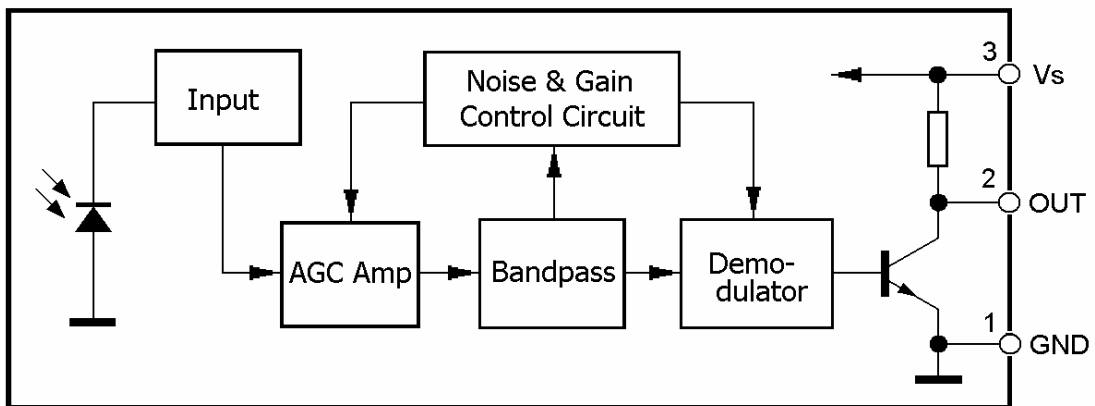 Input
Noise & Gain
Control Circuit
AGC Amp
Bandpass
Demo-
dulator
3
Vs
2
OUT
1
GND